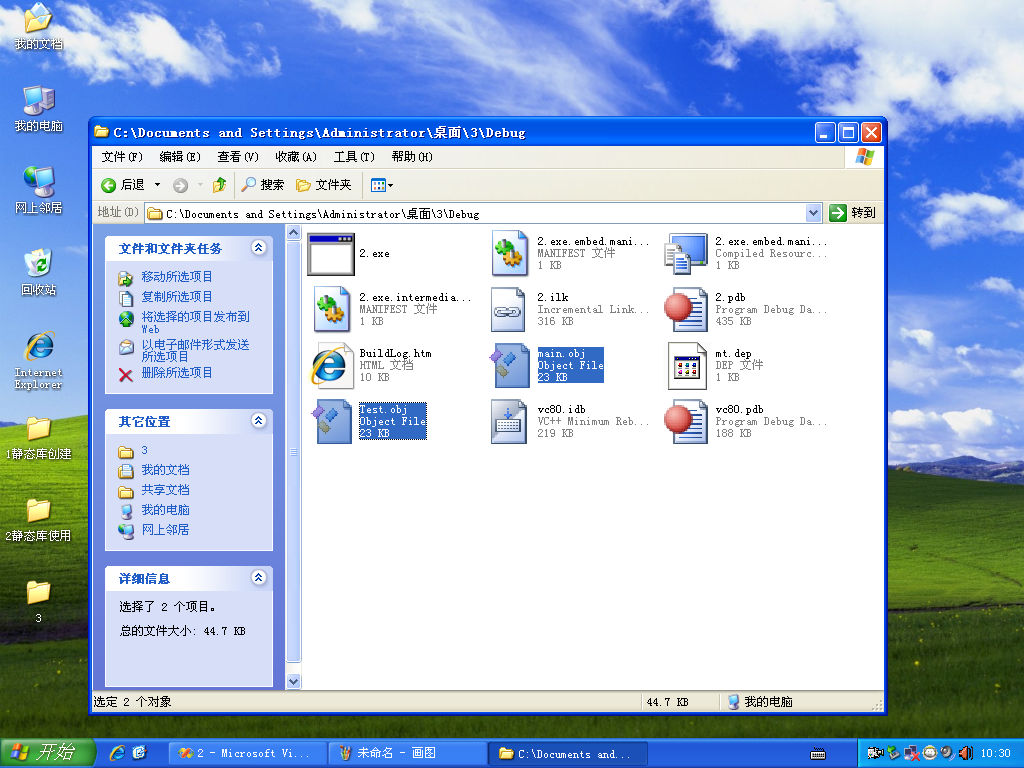 我的文档
我的电脑
网上邻居
回收站
Internet
Explorer
1静态库创建
2静态库使用
3
C:\Documents and Settings\Administrator\桌面\3\Debug
文件(F) 编辑(E) 查看(V) 收藏(A) 工具(T) 帮助(H)
后退 搜索 文件夹
地址(D) C:\Documents and Settings\Administrator\桌面\3\Debug 转到
文件和文件夹任务
移动所选项目
复制所选项目
将选择的项目发布到
Web
以电子邮件形式发送
所选项目
删除所选项目
其它位置
3
我的文档
共享文档
我的电脑
网上邻居
详细信息
选择了 2 个项目。
总的文件大小: 44.7 KB
2.exe
2.exe.embed.mani...
MANIFEST 文件
1 KB
2.exe.embed.mani...
Compiled Resourc...
1 KB
2.exe.intermedia...
MANIFEST 文件
1 KB
2.ilk
Incremental Link...
316 KB
2.pdb
Program Debug Da...
435 KB
BuildLog.htm
HTML 文档
10 KB
main.obj
Object File
23 KB
mt.dep
DEP 文件
1 KB
Test.obj
Object File
23 KB
vc80.idb
VC++ Minimum Reb...
219 KB
vc80.pdb
Program Debug Da...
188 KB
选定 2 个对象 44.7 KB 我的电脑
开始 2 - Microsoft Vi... 未命名 - 画图 C:\Documents and... 10:30